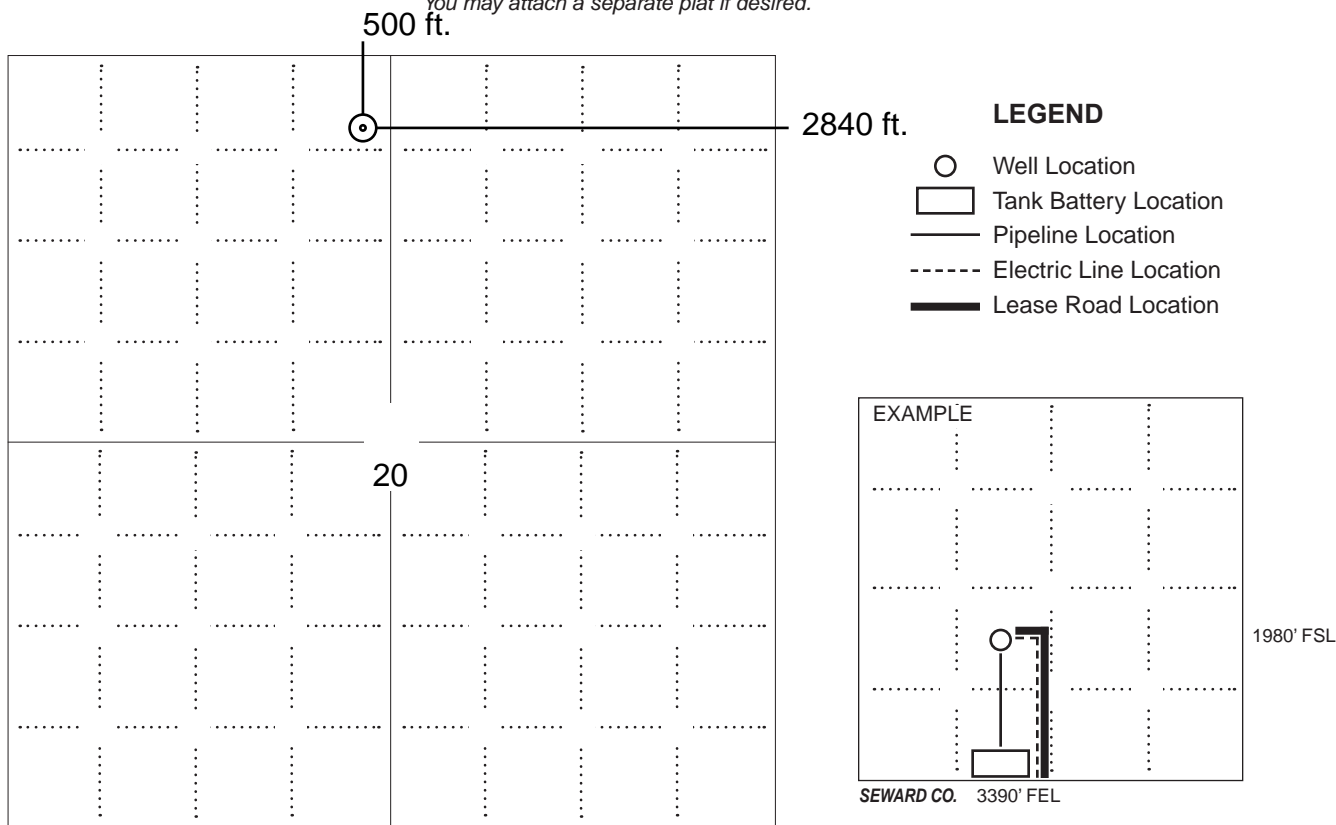 You may attach a separate plat if desired.
500 ft.
2840 ft.
LEGEND
Well Location
Tank Battery Location
Pipeline Location
Electric Line Location
Lease Road Location
EXAMPLE
20
1980' FSL
SEWARD CO. 3390' FEL